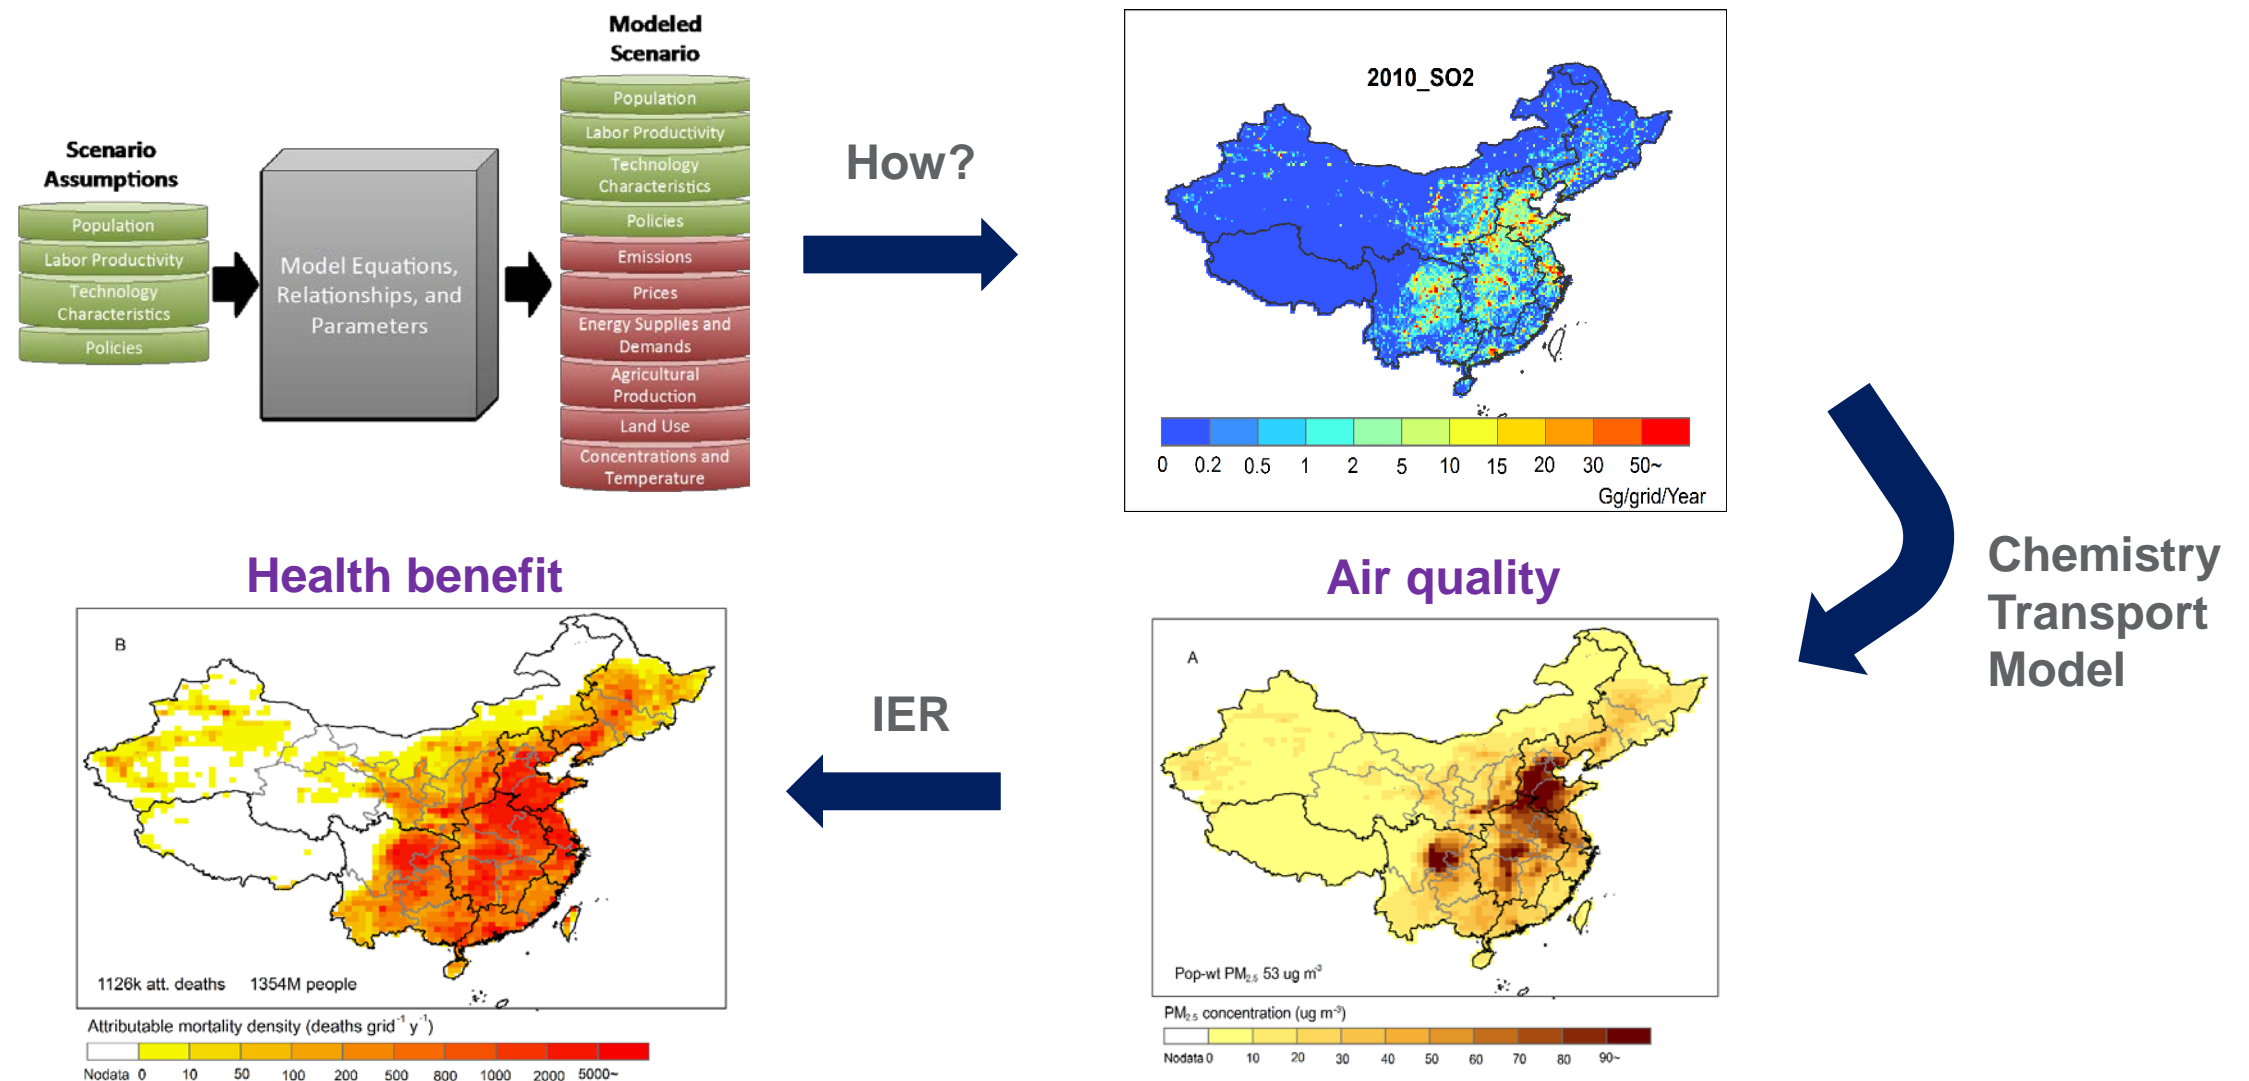 Scenario
Assumptions
Population
Labor Productivity
Technology
Characteristics
Policies
Model Equations,
Relationships, and
Parameters
Modeled
Scenario
Population
Labor Productivity
Technology
Characteristics
Policies
Emissions
Prices
Energy Supplies and
Demands
Agricultural
Production
Land Use
Concentrations and
Temperature
How?
2010_SO2
0 0.2 0.5 1 2 5 10 15 20 30 50~
Gg/grid/Year
Chemistry
Transport
Model
Air quality
A
Pop-wt PM2.5 53 ug m-3
PM2.5 concentration (ug m-3)
Nodata 0 10 20 30 40 50 60 70 80 90~
IER
Health benefit
B
1126k att. deaths 1354M people
Attributable mortality density (deaths grid-1 y-1)
Nodata 0 10 50 100 200 500 800 1000 2000 5000~